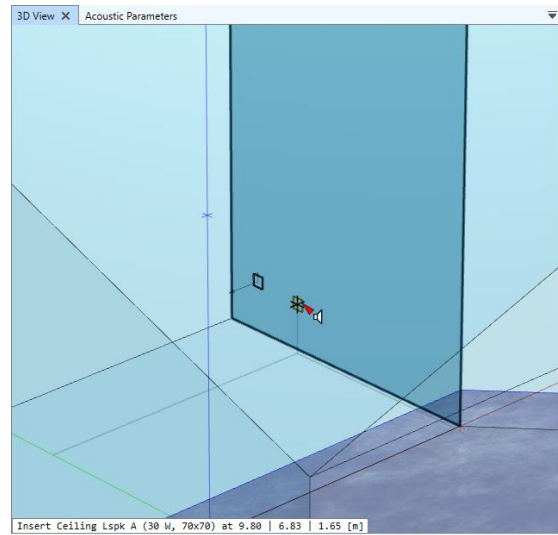 3D View
Acoustic Parameters
Insert Ceiling Lspk A (30 W, 70x70) at 9.80 | 6.83 | 1.65 [m]